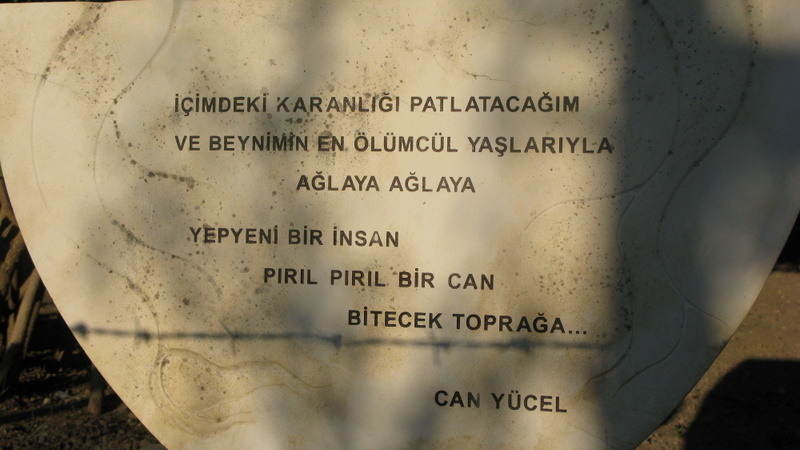 İÇİMDEKİ KARANLIĞI PATLATACAĞIM
VE BEYNİMİN EN ÖLÜMCÜL YAŞLARIYLA
AĞLAYA AĞLAYA
YEPYENİ BİR İNSAN
PIRIL PIRIL BİR CAN
BİTECEK TOPRAĞA...
CAN YÜCEL